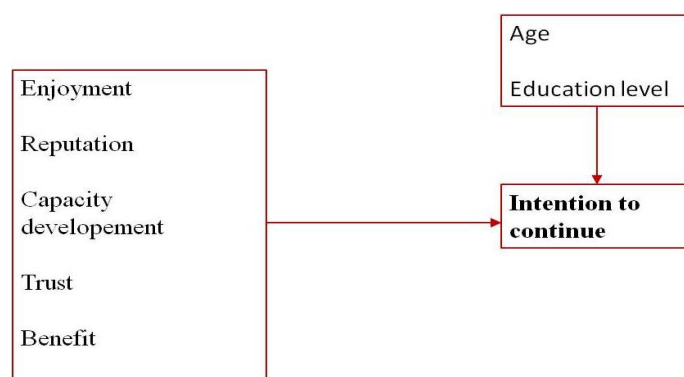 Enjoyment
Reputation
Capacity
developement
Trust
Benefit
Age
Education level
Intention to
continue